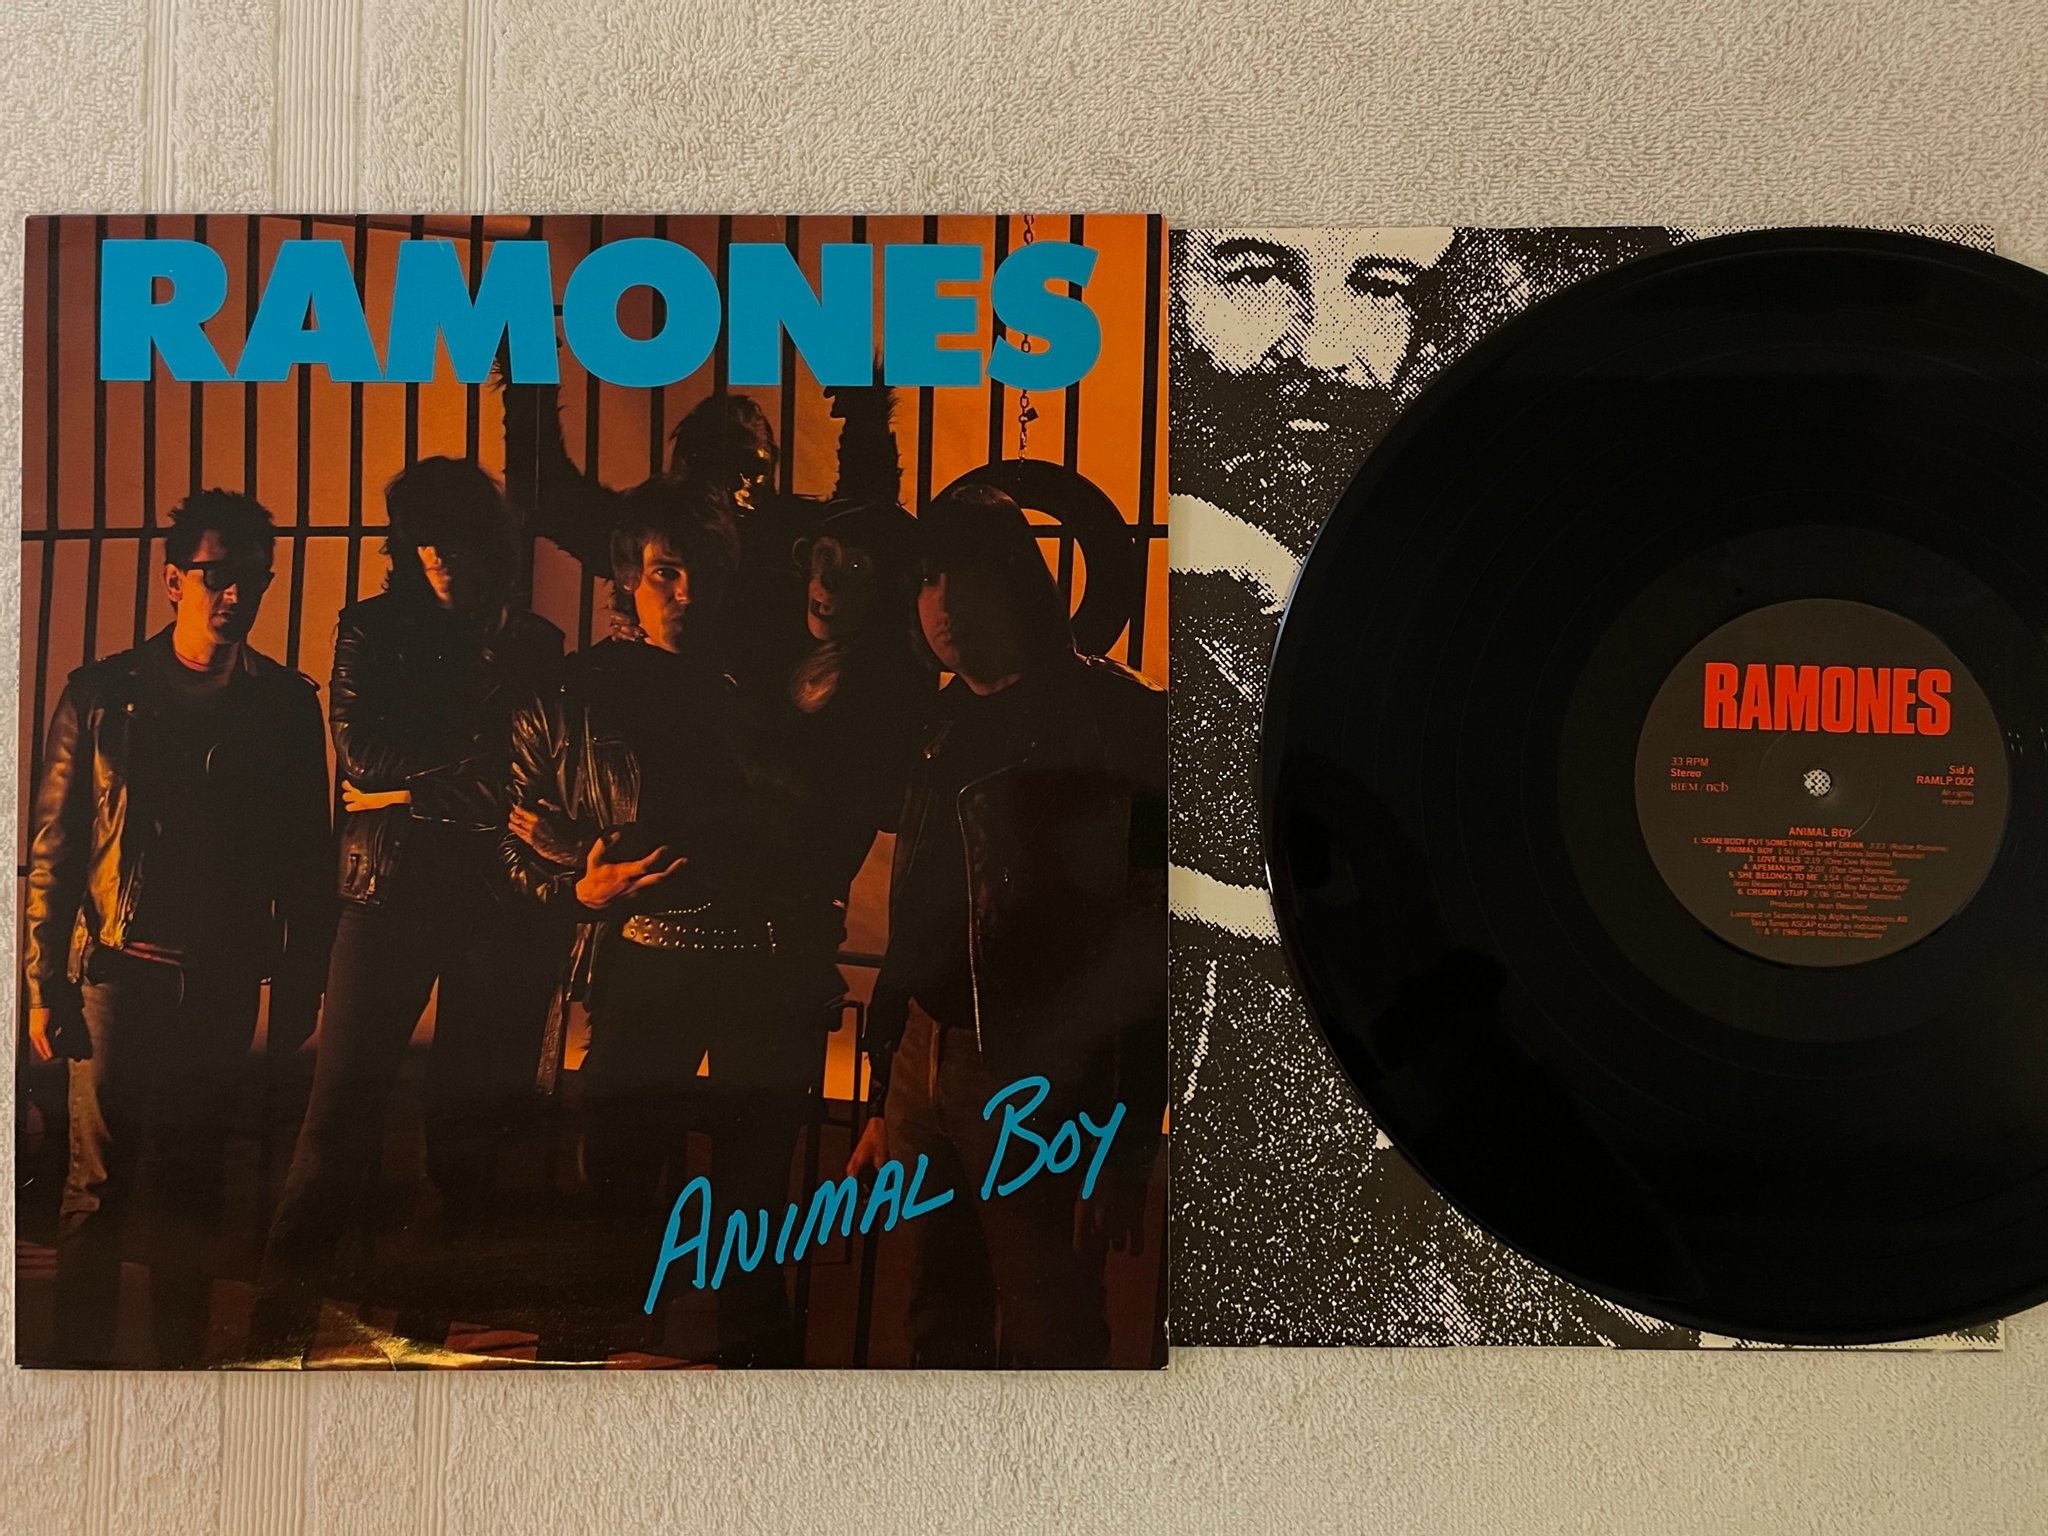 RAMONES
ANIMAL BOY
RAMONES
33 RPM
Stereo
BIEM / ncb
Sid A
RAMLP 002
All rights
reserved
ANIMAL BOY
1. SOMEBODY PUT SOMETHING IN MY DRINK 3:23 (Richie Ramone)
2. ANIMAL BOY 1:50 (Dee Dee Ramone Johnny Ramone)
3. LOVE KILLS 2:19 (Dee Dee Ramone)
4. APEMAN HOP 2:02 (Dee Dee Ramone)
5. SHE BELONGS TO ME 3:54 (Dee Dee Ramone
Jean Beauvoir) Taco Tunes/Hot Boy Music ASCAP
6. CRUMMY STUFF 2:06 (Dee Dee Ramone)
Produced by Jean Beauvoir
Licensed in Scandinavia by Alpha Productions AB
Taco Tunes ASCAP except as indicated
© & ℗ 1986 Sire Records Company